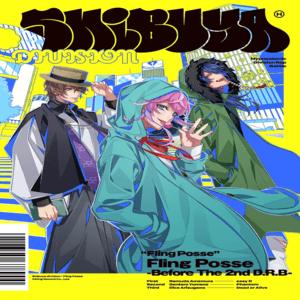 SHIBUYA
DIVISION
"Fling Posse"
Fling Posse
-Before The 2nd D.R.B-
First Ramuda Amemura easy R
Second Gentaro Yumeno Phantom
Third Dice Arisugawa Dead or Alive